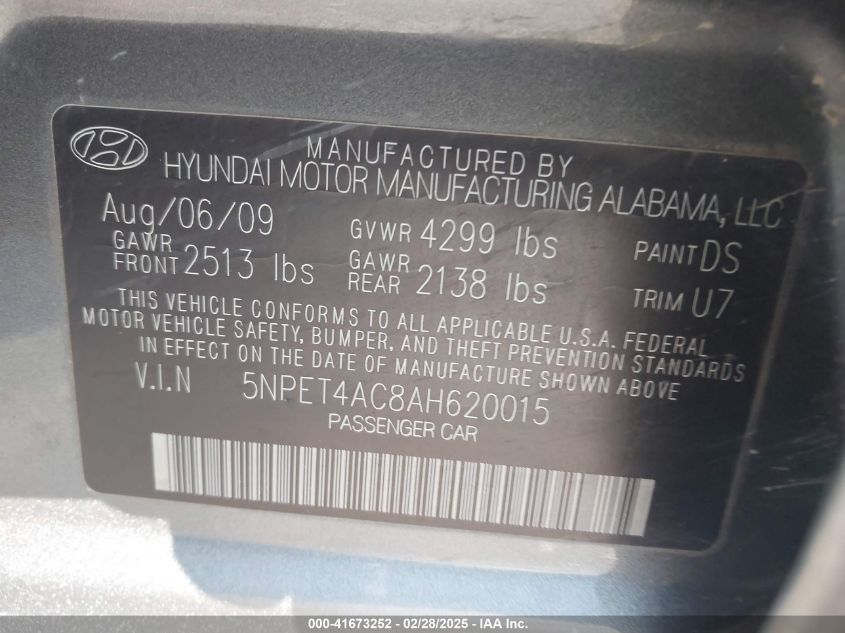 MANUFACTURED BY
HYUNDAI MOTOR MANUFACTURING ALABAMA, LLC
Aug/06/09 GVWR 4299 lbs PAINT DS
GAWR FRONT 2513 lbs GAWR REAR 2138 lbs TRIM U7
THIS VEHICLE CONFORMS TO ALL APPLICABLE U.S.A. FEDERAL
MOTOR VEHICLE SAFETY, BUMPER, AND THEFT PREVENTION STANDARDS
IN EFFECT ON THE DATE OF MANUFACTURE SHOWN ABOVE.
V.I.N 5NPET4AC8AH620015
PASSENGER CAR
000-41673252 - 02/28/2025 - IAA Inc.